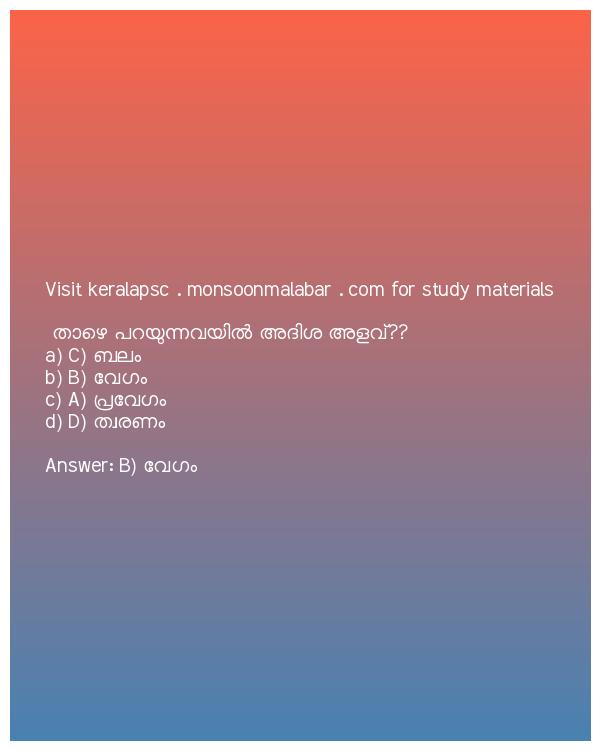 Visit keralapsc . monsoonmalabar . com for study materials
താഴെ പറയുന്നവയിൽ അദിശ അളവ്??
a) C) ബലം
b) B) വേഗം
c) A) പ്രവേഗം
d) D) ത്വരണം
Answer: B) വേഗം